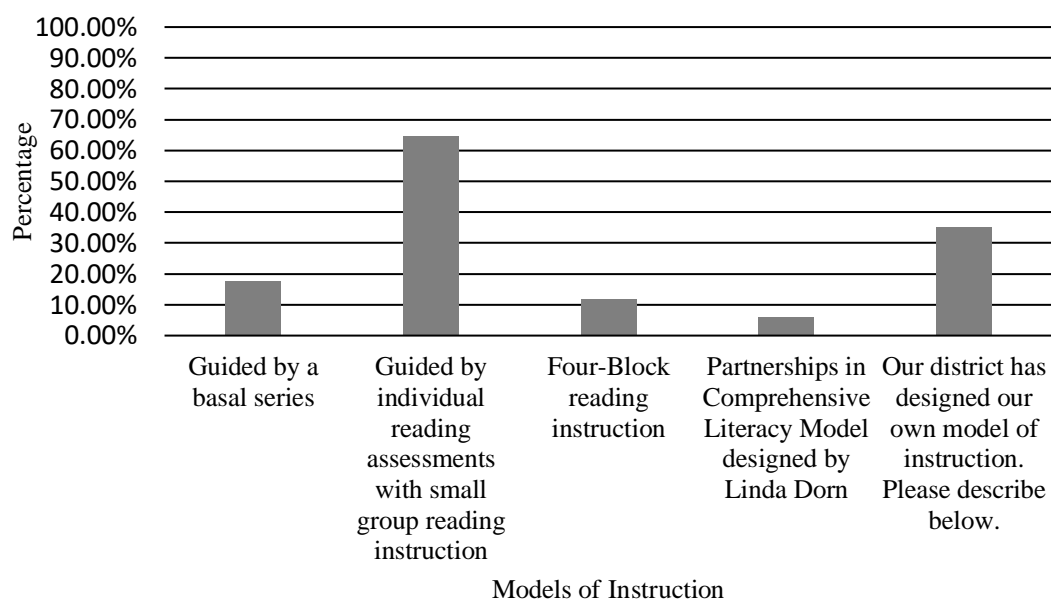 100.00%
90.00%
80.00%
70.00%
60.00%
50.00%
40.00%
30.00%
20.00%
10.00%
0.00%
Percentage
Guided by a
basal series
Guided by
individual
reading
assessments
with small
group reading
instruction
Four-Block
reading
instruction
Partnerships in
Comprehensive
Literacy Model
designed by
Linda Dorn
Our district has
designed our
own model of
instruction.
Please describe
below.
Models of Instruction